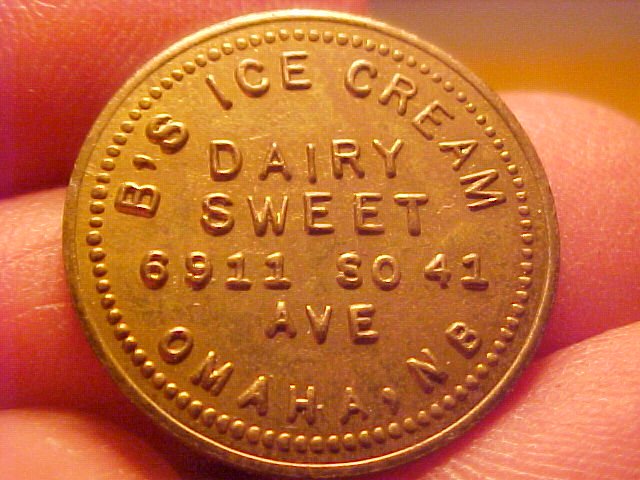 B'S ICE CREAM
DAIRY
SWEET
6911 SO 41
AVE
OMAHA, NB